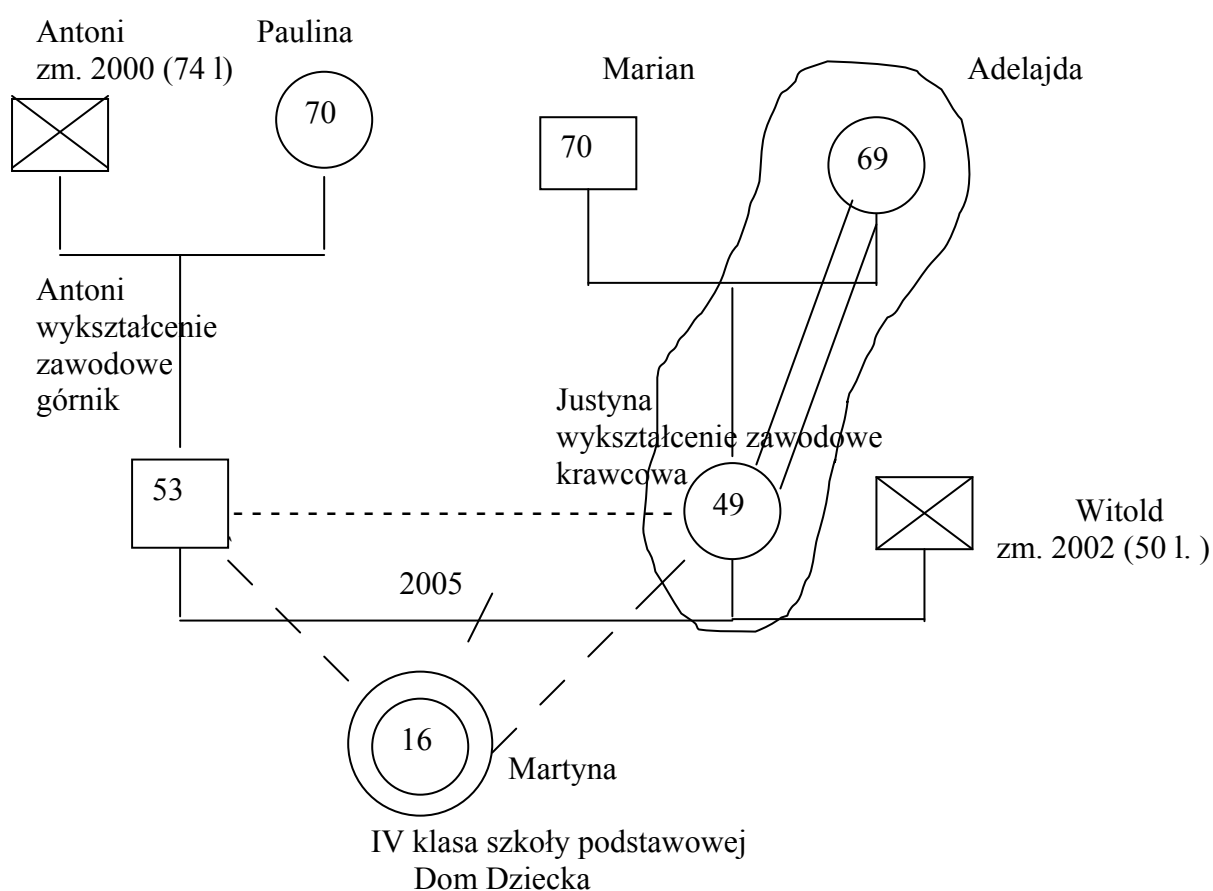 Antoni
zm. 2000 (74 l)
Paulina
Marian
Adelajda
70
70
69
Antoni
wykształcenie
zawodowe
górnik
Justyna
wykształcenie zawodowe
krawcowa
53
49
Witold
zm. 2002 (50 l. )
2005
16
Martyna
IV klasa szkoły podstawowej
Dom Dziecka